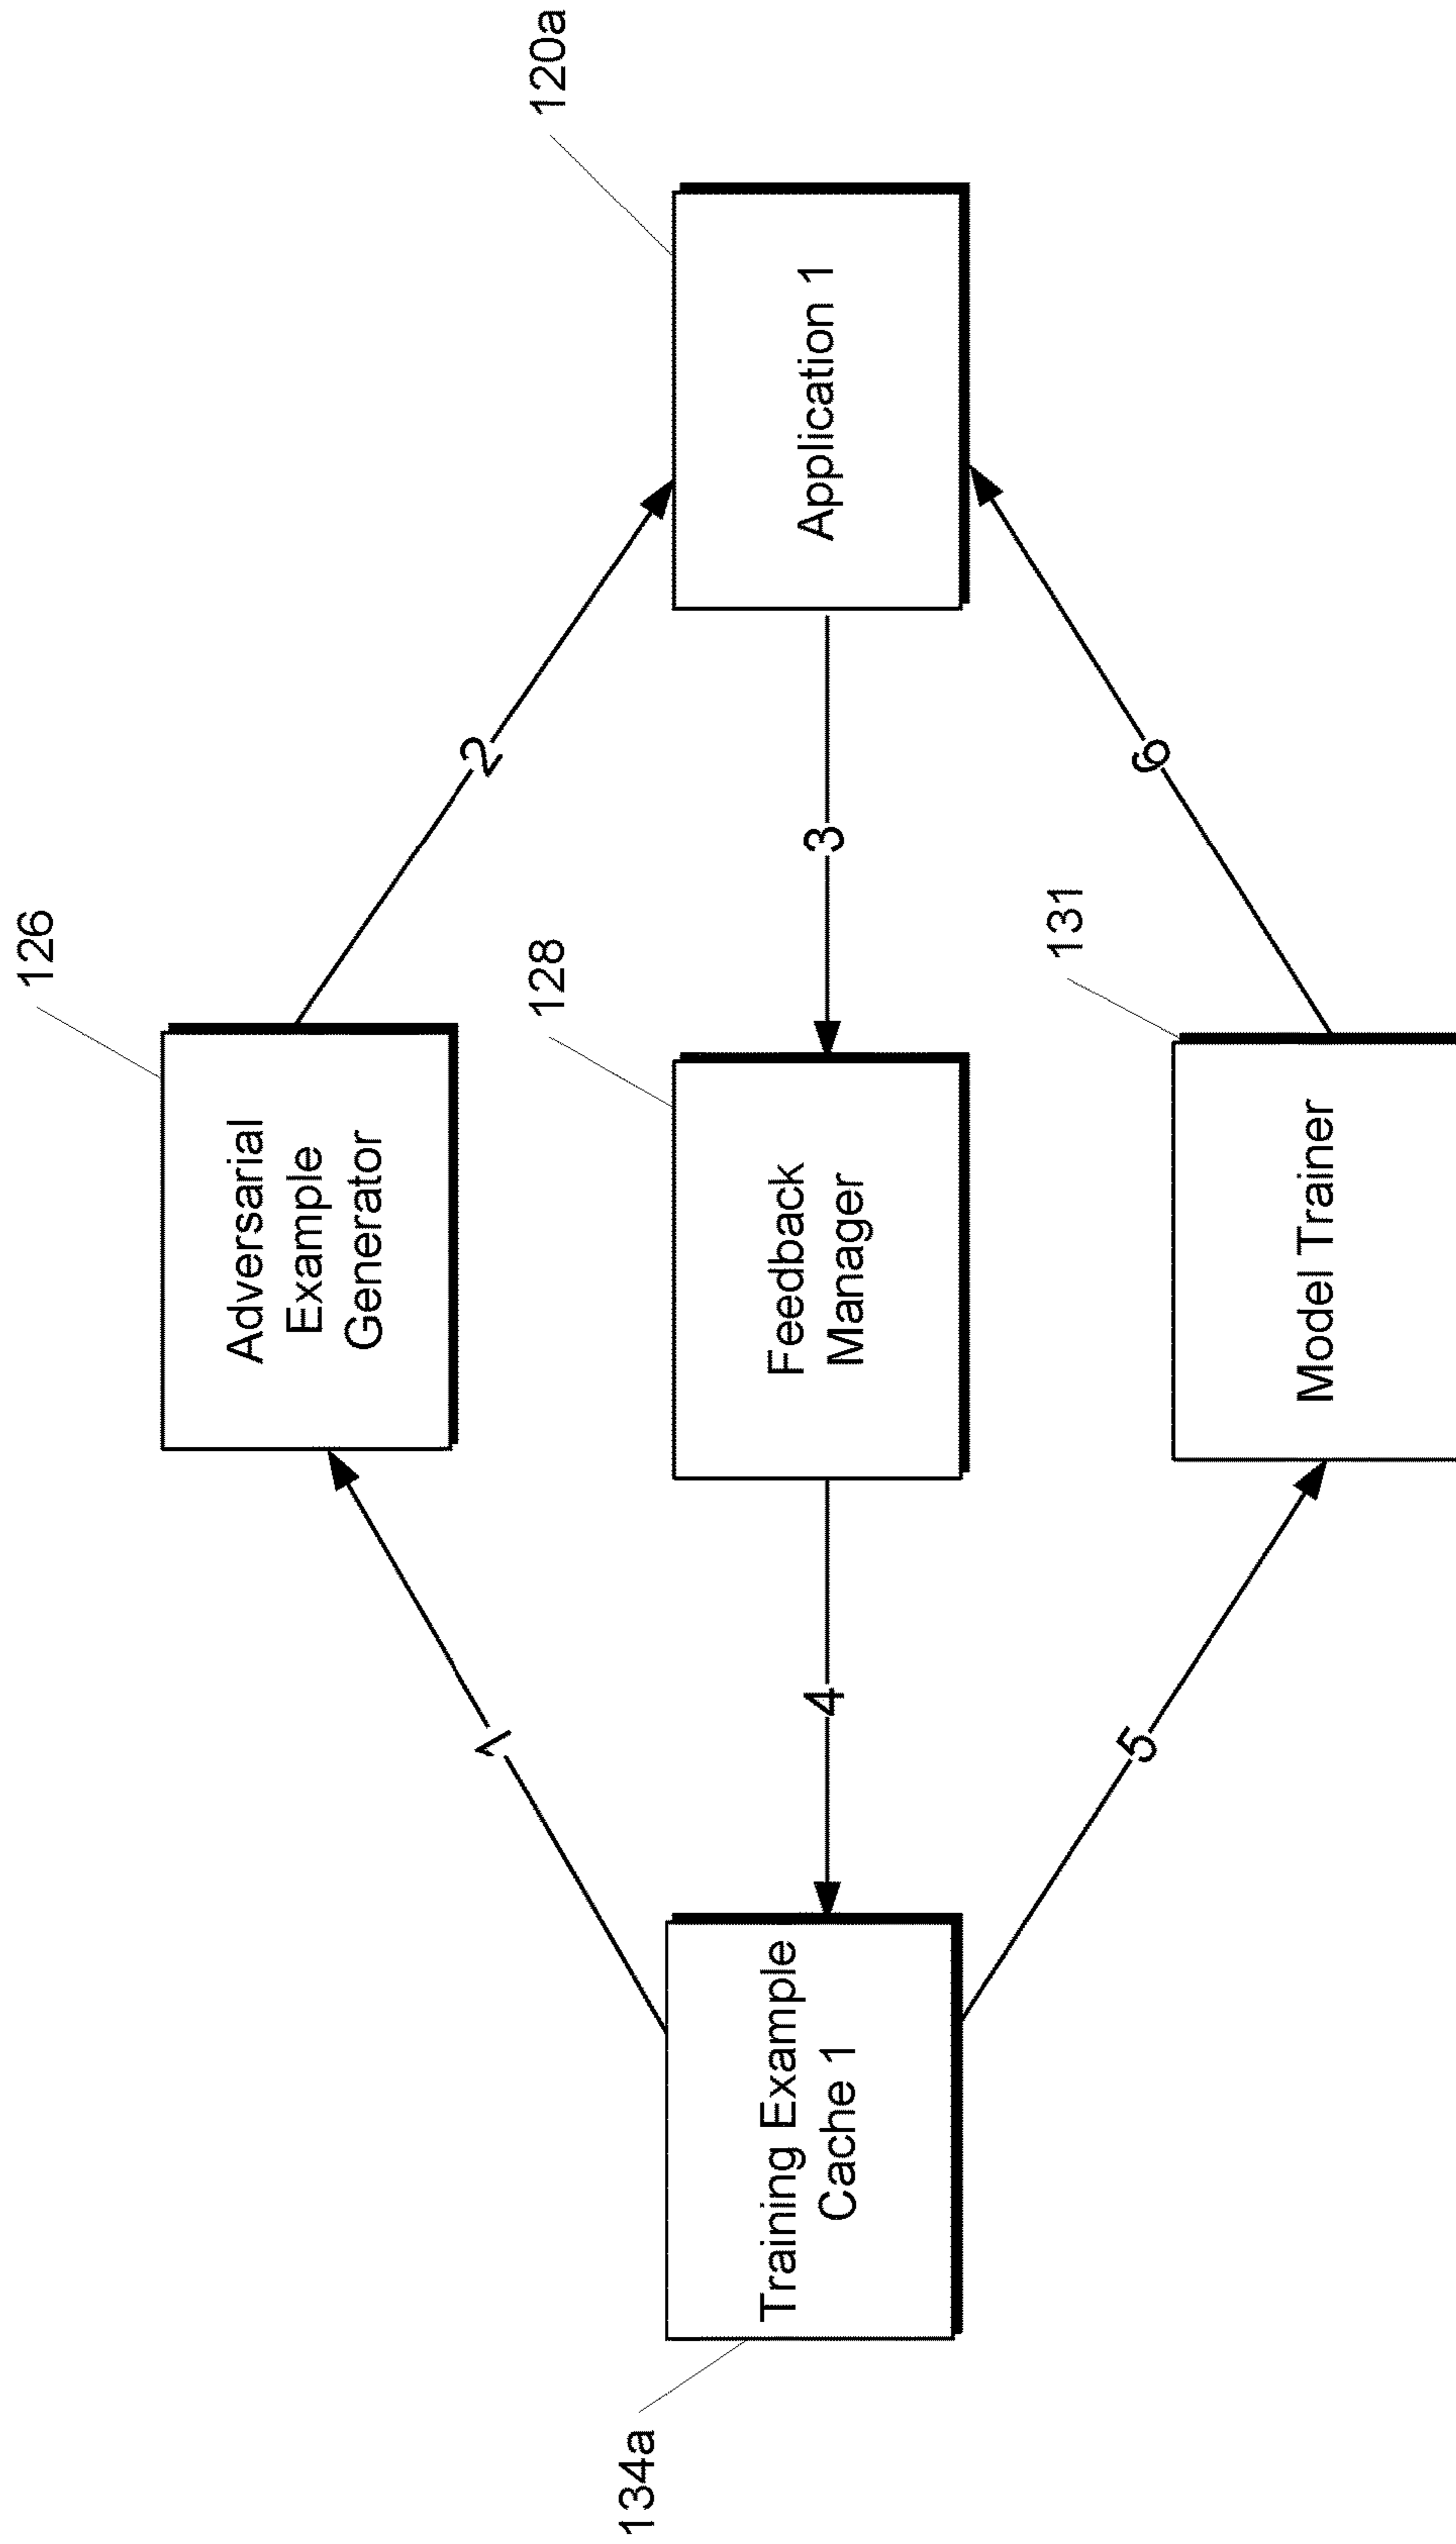 126
Adversarial
Example
Generator
1
2
134a
Training Example
Cache 1
4
128
Feedback
Manager
3
120a
Application 1
5
6
131
Model Trainer